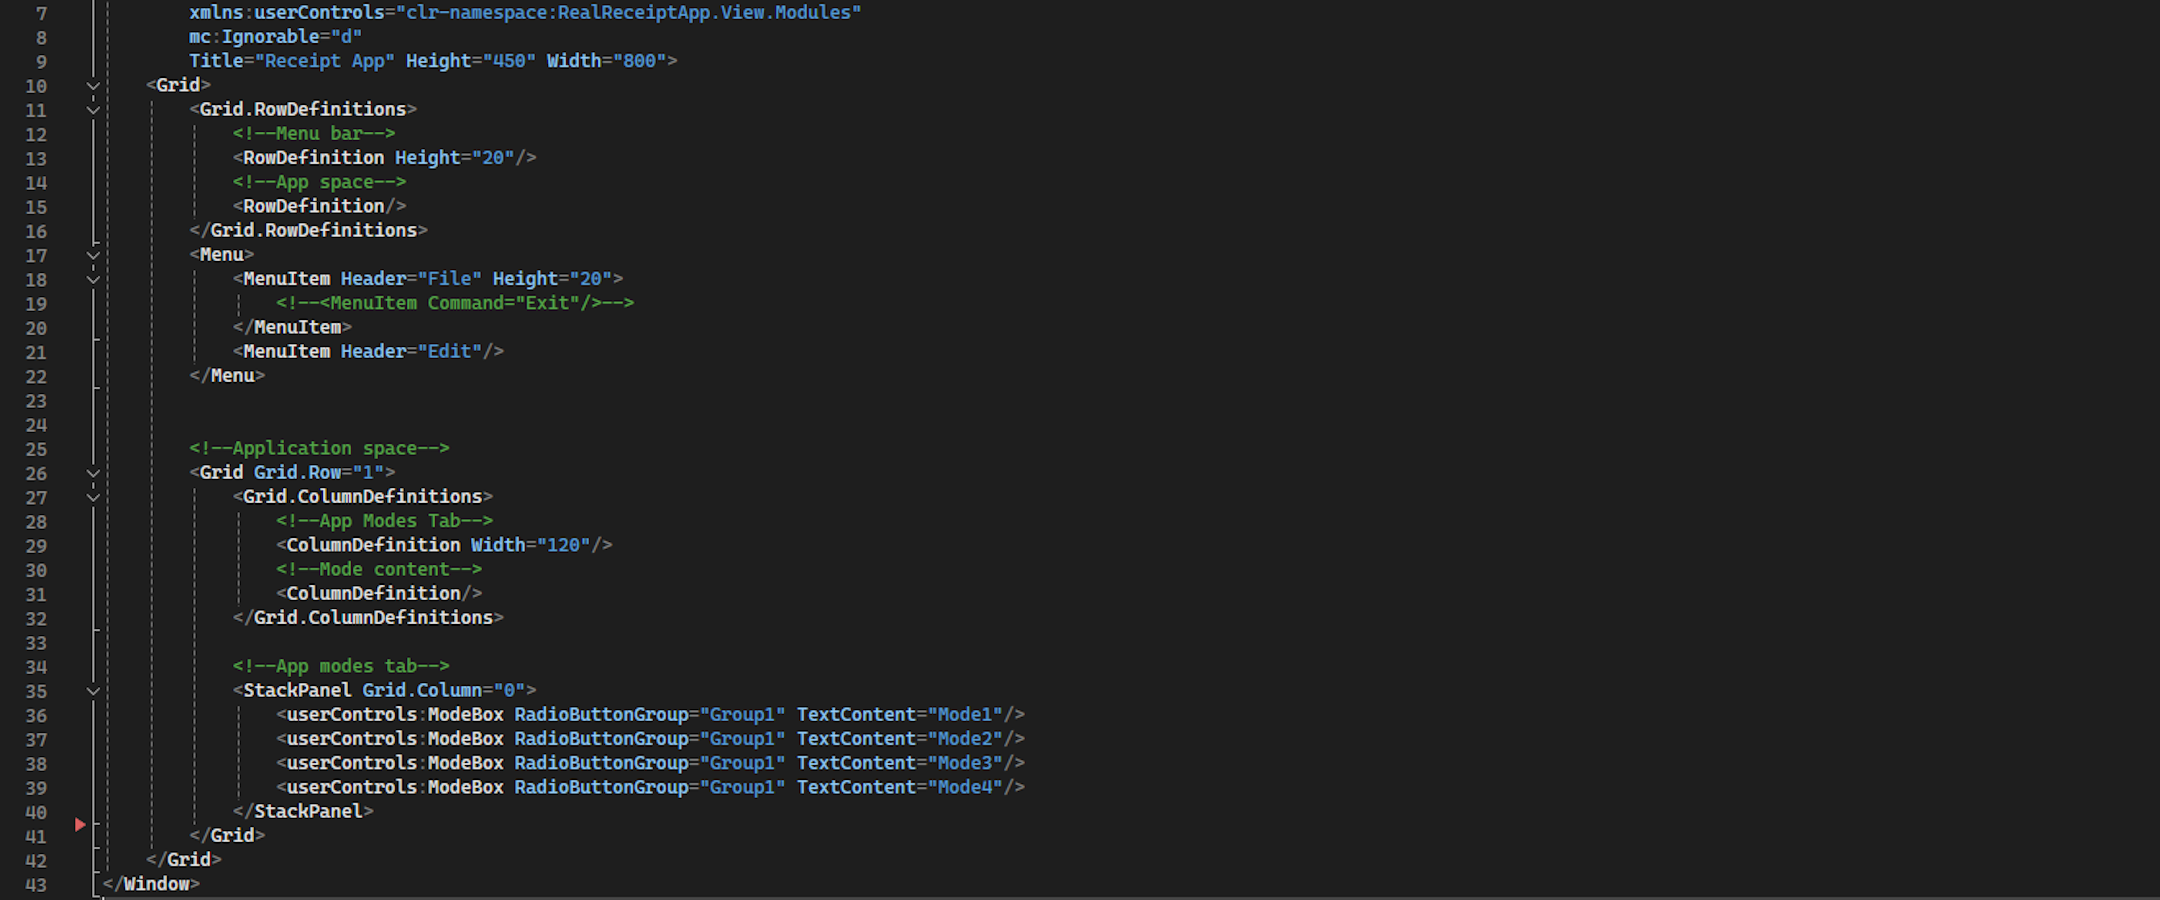 7 xmlns:userControls="clr-namespace:RealReceiptApp.View.Modules"
8 mc:Ignorable="d"
9 Title="Receipt App" Height="450" Width="800">
10 <Grid>
11 <Grid.RowDefinitions>
12 <!--Menu bar-->
13 <RowDefinition Height="20"/>
14 <!--App space-->
15 <RowDefinition/>
16 </Grid.RowDefinitions>
17 <Menu>
18 <MenuItem Header="File" Height="20">
19 <!--<MenuItem Command="Exit"/>-->
20 </MenuItem>
21 <MenuItem Header="Edit"/>
22 </Menu>
23
24
25 <!--Application space-->
26 <Grid Grid.Row="1">
27 <Grid.ColumnDefinitions>
28 <!--App Modes Tab-->
29 <ColumnDefinition Width="120"/>
30 <!--Mode content-->
31 <ColumnDefinition/>
32 </Grid.ColumnDefinitions>
33
34 <!--App modes tab-->
35 <StackPanel Grid.Column="0">
36 <userControls:ModeBox RadioButtonGroup="Group1" TextContent="Mode1"/>
37 <userControls:ModeBox RadioButtonGroup="Group1" TextContent="Mode2"/>
38 <userControls:ModeBox RadioButtonGroup="Group1" TextContent="Mode3"/>
39 <userControls:ModeBox RadioButtonGroup="Group1" TextContent="Mode4"/>
40 </StackPanel>
41 </Grid>
42 </Grid>
43 </Window>